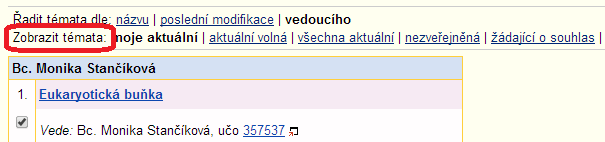 Řadit témata dle: názvu | poslední modifikace | vedoucího
Zobrazit témata: moje aktuální | aktuální volná | všechna aktuální | nezveřejněná | žádající o souhlas |
Bc. Monika Stančíková
1. Eukaryotická buňka
Vede: Bc. Monika Stančíková, učo 357537